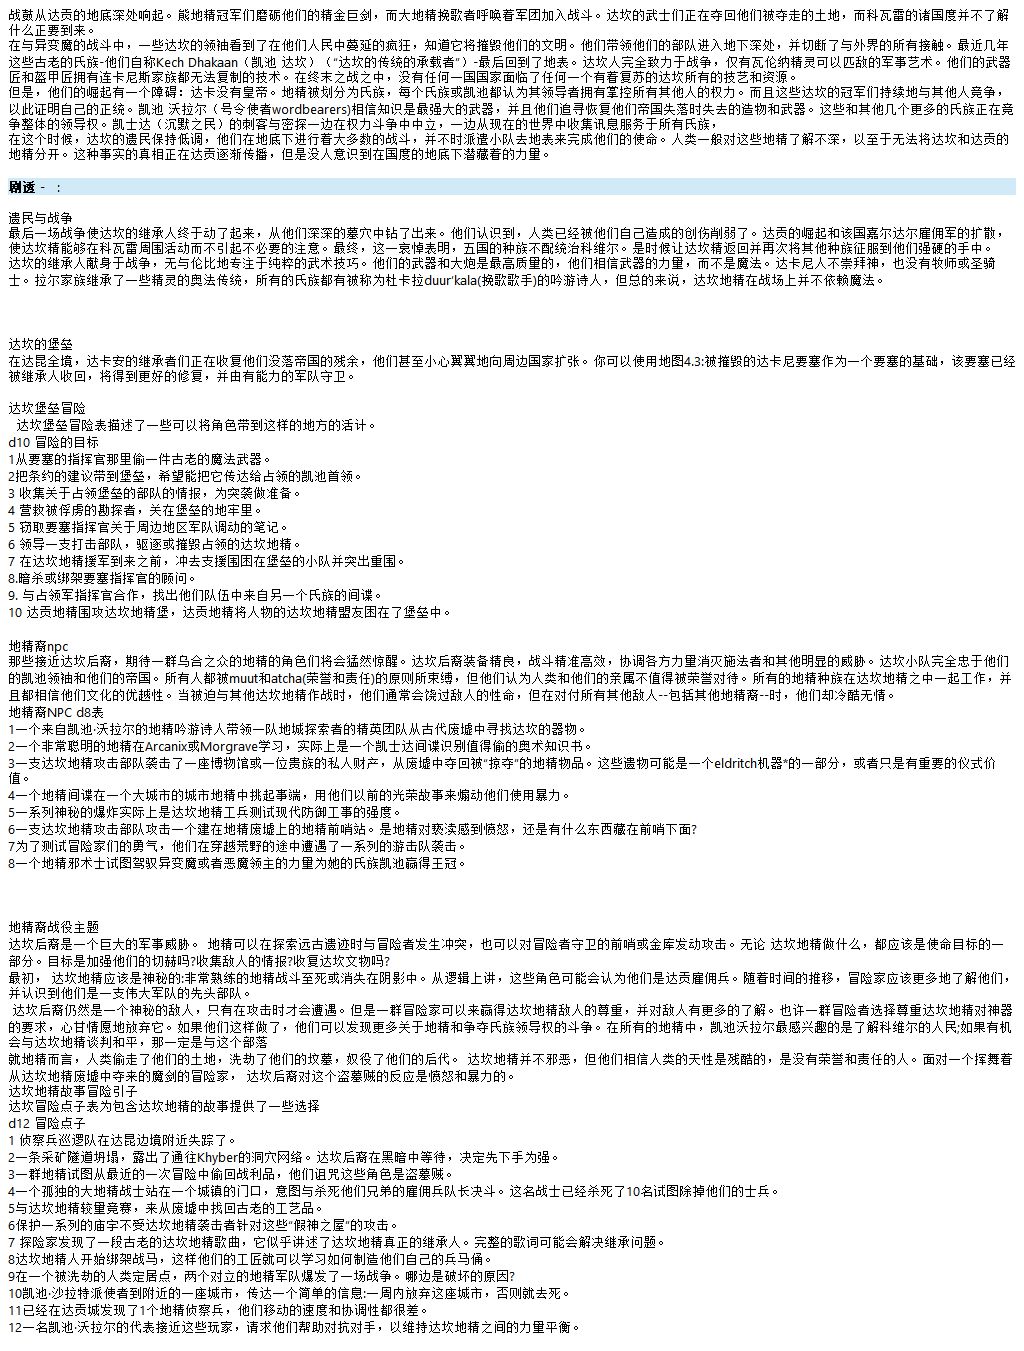 战鼓从达贡的地底深处响起。熊地精冠军们磨砺他们的精金巨剑，而大地精挽歌者呼唤着军团加入战斗。达坎的武士们正在夺回他们被夺走的土地，而科瓦雷的诸国度并不了解
什么正要到来。
在与异变魔的战斗中，一些达坎的领袖看到了在他们人民中蔓延的疯狂，知道它将摧毁他们的文明。他们带领他们的部队进入地下深处，并切断了与外界的所有接触。最近几年
这些古老的氏族-他们自称Kech Dhakaan（凯池 达坎）（“达坎的传统的承载者”）-最后回到了地表。达坎人完全致力于战争，仅有瓦伦纳精灵可以匹敌的军事艺术。他们的武器
匠和盔甲匠拥有连卡尼斯家族都无法复制的技术。在终末之战之中，没有任何一国国家面临了任何一个有着复苏的达坎所有的技艺和资源。
但是，他们的崛起有一个障碍：达卡没有皇帝。地精被划分为氏族，每个氏族或凯池都认为其领导者拥有掌控所有其他人的权力。而且这些达坎的冠军们持续地与其他人竞争，
以此证明自己的正统。凯池 沃拉尔（号令使者wordbearers)相信知识是最强大的武器，并且他们追寻恢复他们帝国失落时失去的造物和武器。这些和其他几个更多的氏族正在竞
争整体的领导权。凯士达（沉默之民）的刺客与密探一边在权力斗争中中立，一边从现在的世界中收集讯息服务于所有氏族，
在这个时候，达坎的遗民保持低调，他们在地底下进行着大多数的战斗，并不时派遣小队去地表来完成他们的使命。人类一般对这些地精了解不深，以至于无法将达坎和达贡的
地精分开。这种事实的真相正在达贡逐渐传播，但是没人意识到在国度的地底下潜藏着的力量。
剧透 - ：
遗民与战争
最后一场战争使达坎的继承人终于动了起来，从他们深深的墓穴中钻了出来。他们认识到，人类已经被他们自己造成的创伤削弱了。达贡的崛起和该国嘉尔达尔雇佣军的扩散，
使达坎精能够在科瓦雷周围活动而不引起不必要的注意。最终，这一哀悼表明，五国的种族不配统治科维尔。是时候让达坎精返回并再次将其他种族征服到他们强硬的手中。
达坎的继承人献身于战争，无与伦比地专注于纯粹的武术技巧。他们的武器和大炮是最高质量的，他们相信武器的力量，而不是魔法。达卡尼人不崇拜神，也没有牧师或圣骑
士。拉尔家族继承了一些精灵的奥法传统，所有的氏族都有被称为杜卡拉duur’kala(挽歌歌手)的吟游诗人，但总的来说，达坎地精在战场上并不依赖魔法。
达坎的堡垒
在达昆全境，达卡安的继承者们正在收复他们没落帝国的残余，他们甚至小心翼翼地向周边国家扩张。你可以使用地图4.3:被摧毁的达卡尼要塞作为一个要塞的基础，该要塞已经
被继承人收回，将得到更好的修复，并由有能力的军队守卫。
达坎堡垒冒险
达坎堡垒冒险表描述了一些可以将角色带到这样的地方的活计。
d10 冒险的目标
1从要塞的指挥官那里偷一件古老的魔法武器。
2把条约的建议带到堡垒，希望能把它传达给占领的凯池首领。
3 收集关于占领堡垒的部队的情报，为突袭做准备。
4 营救被俘虏的勘探者，关在堡垒的地牢里。
5 窃取要塞指挥官关于周边地区军队调动的笔记。
6 领导一支打击部队，驱逐或摧毁占领的达坎地精。
7 在达坎地精援军到来之前，冲去支援围困在堡垒的小队并突出重围。
8.暗杀或绑架要塞指挥官的顾问。
9. 与占领军指挥官合作，找出他们队伍中来自另一个氏族的间谍。
10 达贡地精围攻达坎地精堡，达贡地精将人物的达坎地精盟友困在了堡垒中。
地精裔npc
那些接近达坎后裔，期待一群乌合之众的地精的角色们将会猛然惊醒。达坎后裔装备精良，战斗精准高效，协调各方力量消灭施法者和其他明显的威胁。达坎小队完全忠于他们
的凯池领袖和他们的帝国。所有人都被muut和atcha(荣誉和责任)的原则所束缚，但他们认为人类和他们的亲属不值得被荣誉对待。所有的地精种族在达坎地精之中一起工作，并
且都相信他们文化的优越性。当被迫与其他达坎地精作战时，他们通常会饶过敌人的性命，但在对付所有其他敌人--包括其他地精裔--时，他们却冷酷无情。
地精裔NPC d8表
1一个来自凯池·沃拉尔的地精吟游诗人带领一队地城探索者的精英团队从古代废墟中寻找达坎的器物。
2一个非常聪明的地精在Arcanix或Morgrave学习，实际上是一个凯士达间谍识别值得偷的奥术知识书。
3一支达坎地精攻击部队袭击了一座博物馆或一位贵族的私人财产，从废墟中夺回被“掠夺”的地精物品。这些遗物可能是一个eldritch机器*的一部分，或者只是有重要的仪式价
值。
4一个地精间谍在一个大城市的城市地精中挑起事端，用他们以前的光荣故事来煽动他们使用暴力。
5一系列神秘的爆炸实际上是达坎地精工兵测试现代防御工事的强度。
6一支达坎地精攻击部队攻击一个建在地精废墟上的地精前哨站。是地精对亵渎感到愤怒，还是有什么东西藏在前哨下面?
7为了测试冒险家们的勇气，他们在穿越荒野的途中遭遇了一系列的游击队袭击。
8一个地精邪术士试图驾驭异变魔或者恶魔领主的力量为她的氏族凯池赢得王冠。
地精裔战役主题
达坎后裔是一个巨大的军事威胁。 地精可以在探索远古遗迹时与冒险者发生冲突，也可以对冒险者守卫的前哨或金库发动攻击。无论 达坎地精做什么，都应该是使命目标的一
部分。目标是加强他们的切赫吗?收集敌人的情报?收复达坎文物吗?
最初， 达坎地精应该是神秘的:非常熟练的地精战斗至死或消失在阴影中。从逻辑上讲，这些角色可能会认为他们是达贡雇佣兵。随着时间的推移，冒险家应该更多地了解他们，
并认识到他们是一支伟大军队的先头部队。
达坎后裔仍然是一个神秘的敌人，只有在攻击时才会遭遇。但是一群冒险家可以来赢得达坎地精敌人的尊重，并对敌人有更多的了解。也许一群冒险者选择尊重达坎地精对神器
的要求，心甘情愿地放弃它。如果他们这样做了，他们可以发现更多关于地精和争夺氏族领导权的斗争。在所有的地精中，凯池沃拉尔最感兴趣的是了解科维尔的人民;如果有机
会与达坎地精谈判和平，那一定是与这个部落
就地精而言，人类偷走了他们的土地，洗劫了他们的坟墓，奴役了他们的后代。 达坎地精并不邪恶，但他们相信人类的天性是残酷的，是没有荣誉和责任的人。面对一个挥舞着
从达坎地精废墟中夺来的魔剑的冒险家， 达坎后裔对这个盗墓贼的反应是愤怒和暴力的。
达坎地精故事冒险引子
达坎冒险点子表为包含达坎地精的故事提供了一些选择
d12 冒险点子
1 侦察兵巡逻队在达昆边境附近失踪了。
2一条采矿隧道坍塌，露出了通往Khyber的洞穴网络。达坎后裔在黑暗中等待，决定先下手为强。
3一群地精试图从最近的一次冒险中偷回战利品，他们诅咒这些角色是盗墓贼。
4一个孤独的大地精战士站在一个城镇的门口，意图与杀死他们兄弟的雇佣兵队长决斗。这名战士已经杀死了10名试图除掉他们的士兵。
5与达坎地精较量竞赛，来从废墟中找回古老的工艺品。
6保护一系列的庙宇不受达坎地精袭击者针对这些“假神之屋”的攻击。
7 探险家发现了一段古老的达坎地精歌曲，它似乎讲述了达坎地精真正的继承人。完整的歌词可能会解决继承问题。
8达坎地精人开始绑架战马，这样他们的工匠就可以学习如何制造他们自己的兵马俑。
9在一个被洗劫的人类定居点，两个对立的地精军队爆发了一场战争。哪边是破坏的原因?
10凯池·沙拉特派使者到附近的一座城市，传达一个简单的信息:一周内放弃这座城市，否则就去死。
11已经在达贡城发现了1个地精侦察兵，他们移动的速度和协调性都很差。
12一名凯池·沃拉尔的代表接近这些玩家，请求他们帮助对抗对手，以维持达坎地精之间的力量平衡。